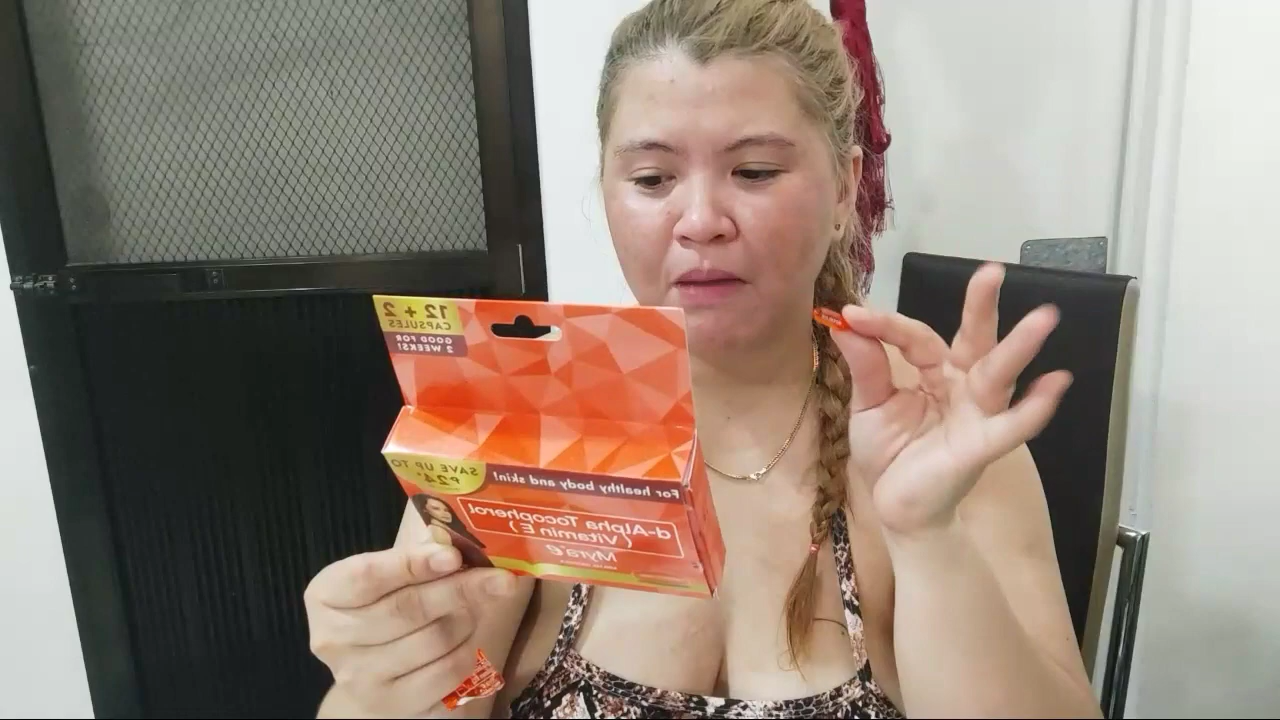 12 + 2
CAPSULES
GOOD FOR
2 WEEKS!
SAVE UP TO
₱24*
For healthy body and skin!
d-Alpha Tocopherol
(Vitamin E)
Myra e